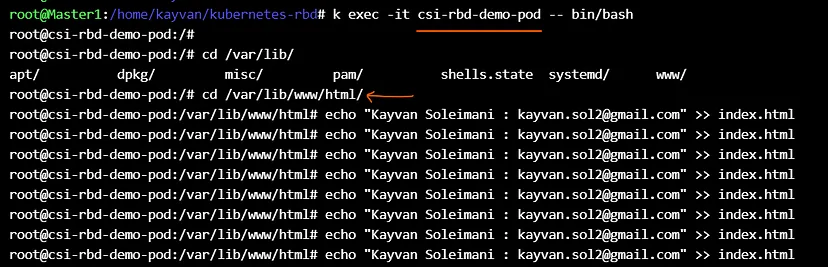 root@Master1:/home/kayvan/kubernetes-rbd# k exec -it csi-rbd-demo-pod -- bin/bash
root@csi-rbd-demo-pod:/#
root@csi-rbd-demo-pod:/# cd /var/lib/
apt/ dpkg/ misc/ pam/ shells.state systemd/ www/
root@csi-rbd-demo-pod:/# cd /var/lib/www/html/
root@csi-rbd-demo-pod:/var/lib/www/html# echo "Kayvan Soleimani : kayvan.sol2@gmail.com" >> index.html
root@csi-rbd-demo-pod:/var/lib/www/html# echo "Kayvan Soleimani : kayvan.sol2@gmail.com" >> index.html
root@csi-rbd-demo-pod:/var/lib/www/html# echo "Kayvan Soleimani : kayvan.sol2@gmail.com" >> index.html
root@csi-rbd-demo-pod:/var/lib/www/html# echo "Kayvan Soleimani : kayvan.sol2@gmail.com" >> index.html
root@csi-rbd-demo-pod:/var/lib/www/html# echo "Kayvan Soleimani : kayvan.sol2@gmail.com" >> index.html
root@csi-rbd-demo-pod:/var/lib/www/html# echo "Kayvan Soleimani : kayvan.sol2@gmail.com" >> index.html
root@csi-rbd-demo-pod:/var/lib/www/html# echo "Kayvan Soleimani : kayvan.sol2@gmail.com" >> index.html
root@csi-rbd-demo-pod:/var/lib/www/html# echo "Kayvan Soleimani : kayvan.sol2@gmail.com" >> index.html